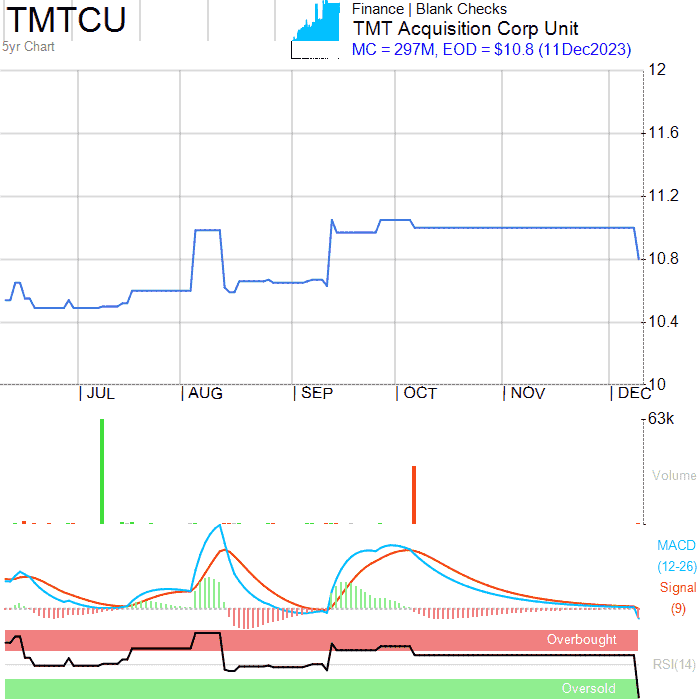 TMTCU
5yr Chart
Finance | Blank Checks
TMT Acquisition Corp Unit
MC = 297M, EOD = $10.8 (11Dec2023)
12
11.6
11.2
10.8
10.4
10
| JUL | AUG | SEP | OCT | NOV | DEC
63k
Volume
MACD
(12-26)
Signal
(9)
Overbought
RSI(14)
Oversold